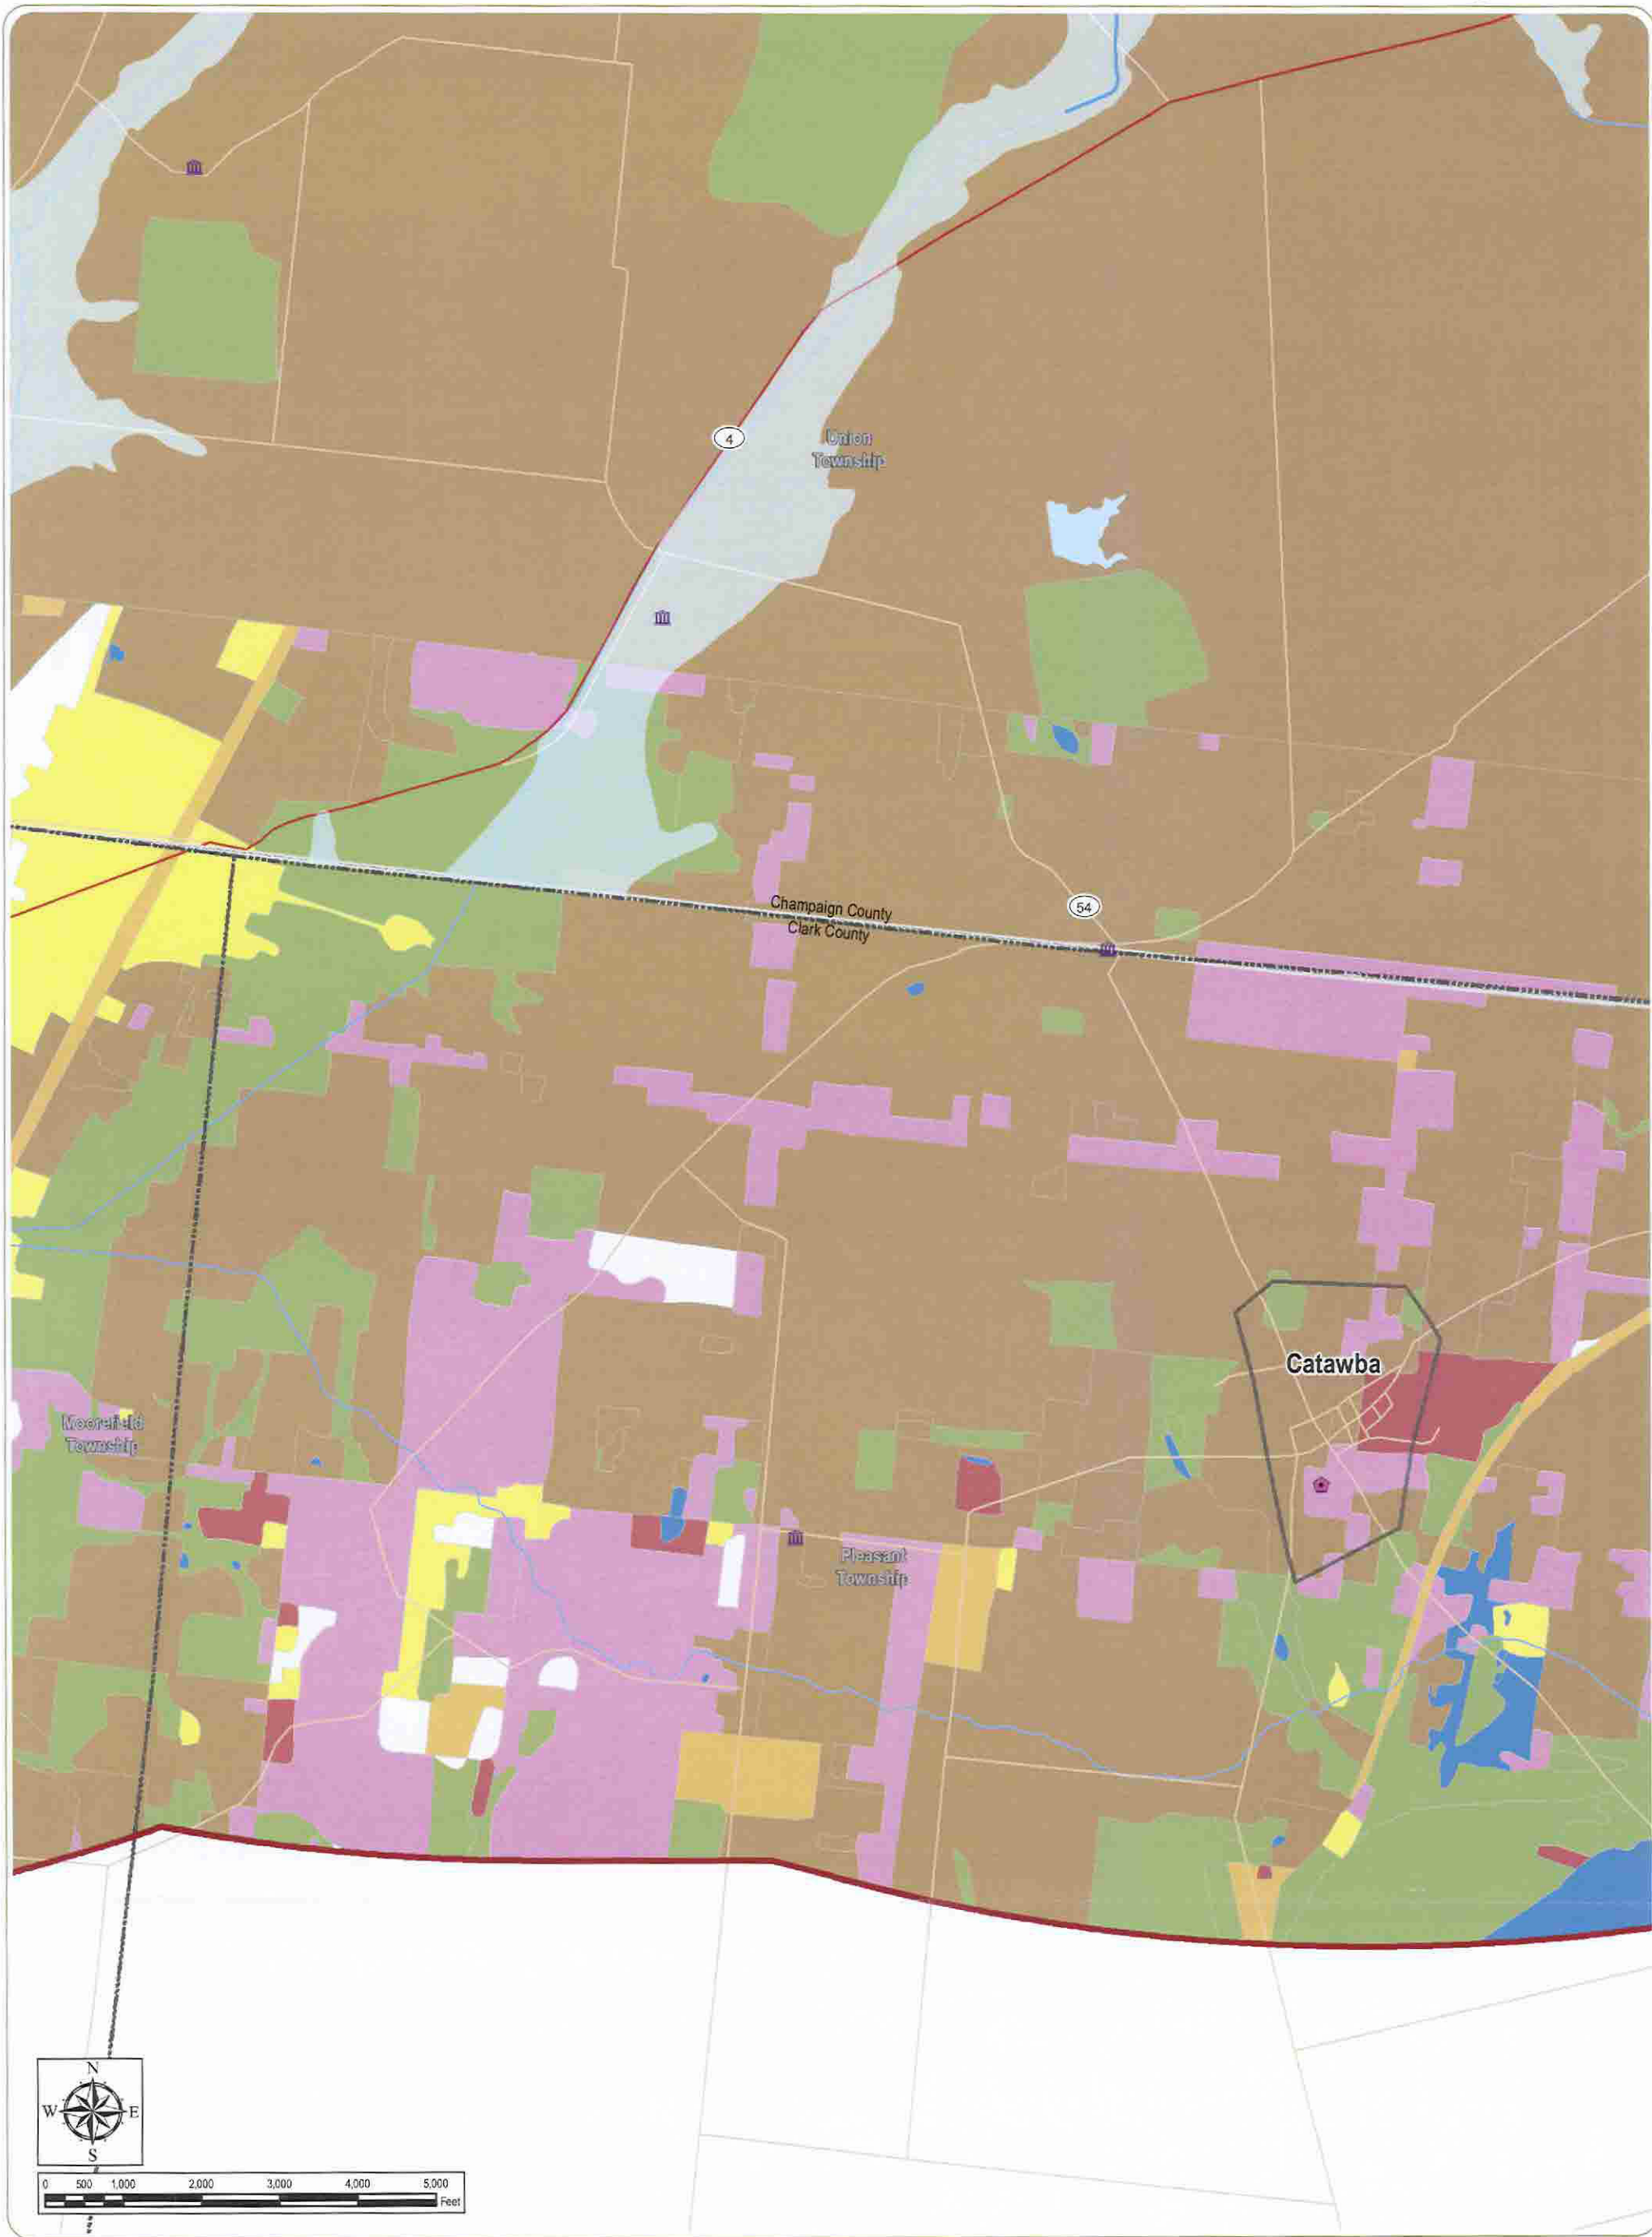 4
Union
Township
Champaign County
Clark County
54
Catawba
Moorefield
Township
Pleasant
Township
N
W E
S
0 500 1,000 2,000 3,000 4,000 5,000
Feet